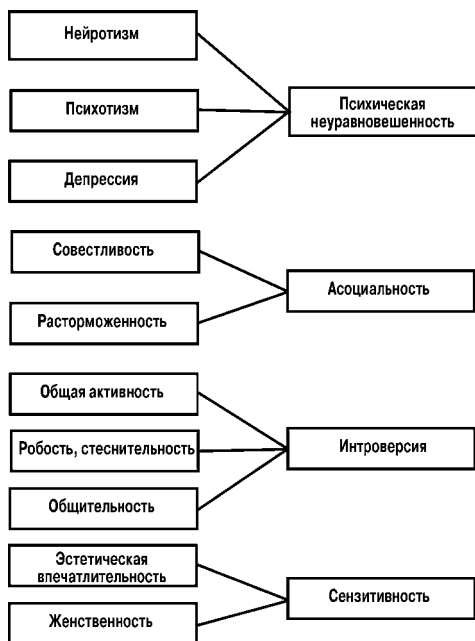 Нейротизм
Психотизм
Депрессия
Психическая
неуравновешенность
Совестливость
Расторможенность
Асоциальность
Общая активность
Робость, стеснительность
Общительность
Интроверсия
Эстетическая
впечатлительность
Женственность
Сензитивность